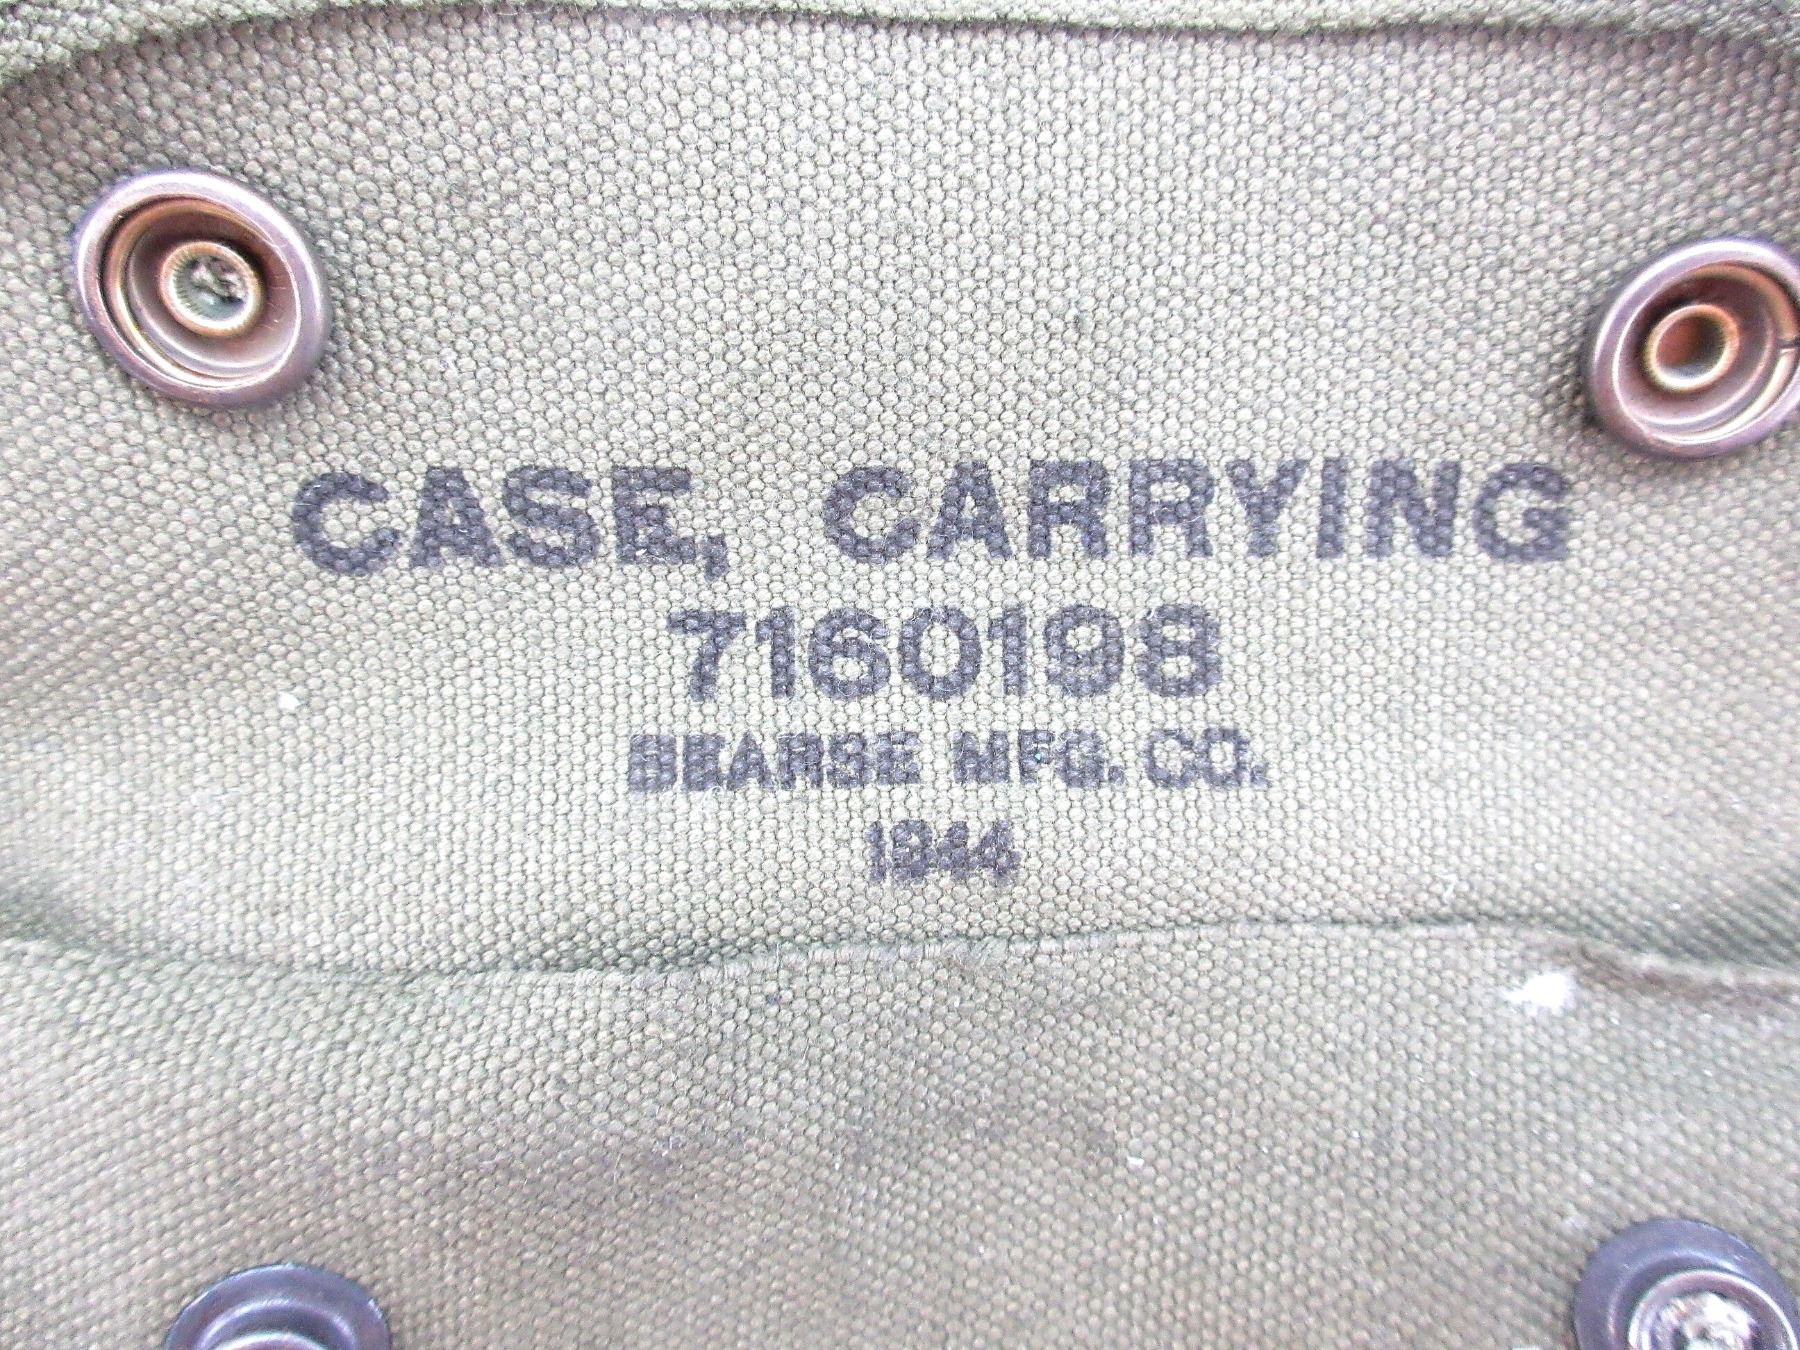 CASE, CARRYING
7160198
BEARSE MFG. CO.
1944